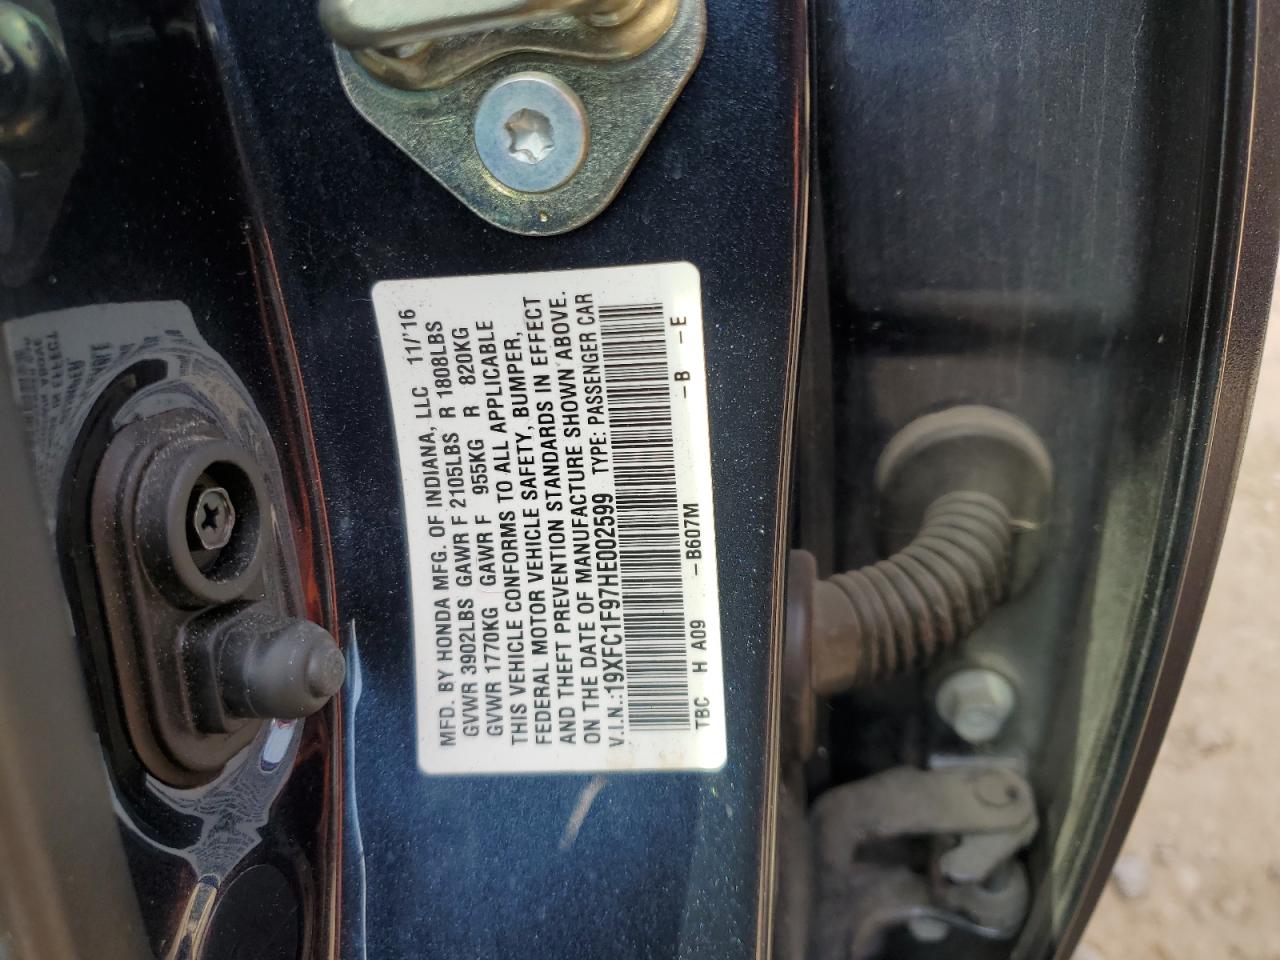 MFD. BY HONDA MFG. OF INDIANA, LLC 11/'16
GVWR 3902LBS GAWR F 2105LBS R 1808LBS
GVWR 1770KG GAWR F 955KG R 820KG
THIS VEHICLE CONFORMS TO ALL APPLICABLE
FEDERAL MOTOR VEHICLE SAFETY, BUMPER,
AND THEFT PREVENTION STANDARDS IN EFFECT
ON THE DATE OF MANUFACTURE SHOWN ABOVE.
V.I.N.:19XFC1F97HE002599 TYPE: PASSENGER CAR
TBC H A09 -B607M -B -E